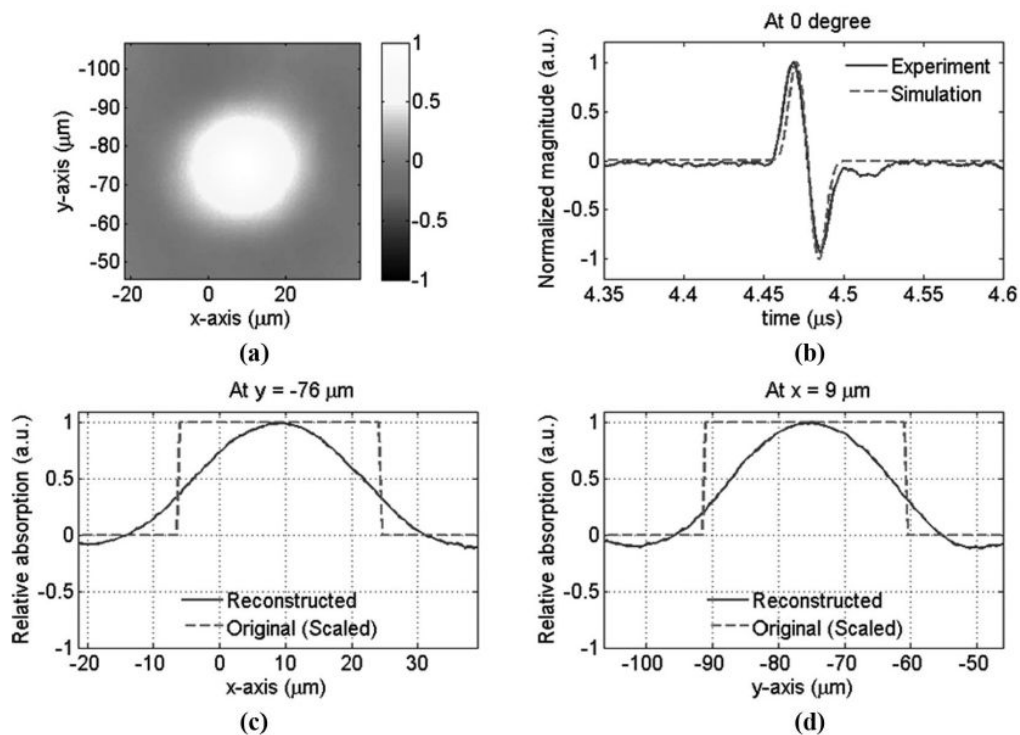 -100
-90
-80
-70
-60
-50
y-axis (μm)
-20 0 20
x-axis (μm)
1
0.5
0
-0.5
-1
(a)
At 0 degree
Normalized magnitude (a.u.)
1
0.5
0
-0.5
-1
Experiment
Simulation
4.35 4.4 4.45 4.5 4.55 4.6
time (μs)
(b)
At y = -76 μm
Relative absorption (a.u.)
1
0.5
0
-0.5
-1
Reconstructed
Original (Scaled)
-20 -10 0 10 20 30
x-axis (μm)
(c)
At x = 9 μm
Relative absorption (a.u.)
1
0.5
0
-0.5
-1
Reconstructed
Original (Scaled)
-100 -90 -80 -70 -60 -50
y-axis (μm)
(d)